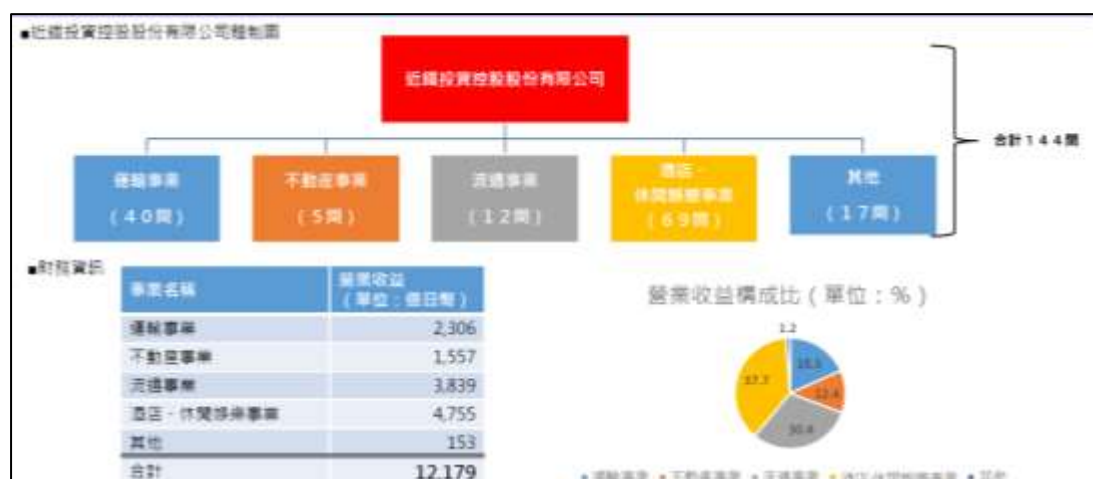 ■近鐵投資控股股份有限公司體制圖
近鐵投資控股股份有限公司
合計144間
運輸事業
(40間)
不動產事業
(5間)
流通事業
(12間)
酒店・
休閒娛樂事業
(69間)
其他
(17間)
■財務資訊
事業名稱 營業收益
(單位：億日幣)
運輸事業 2,306
不動產事業 1,557
流通事業 3,839
酒店・休閒娛樂事業 4,755
其他 153
合計 12,179
營業收益構成比(單位：%)
1.2
37.7
12.4
30.4